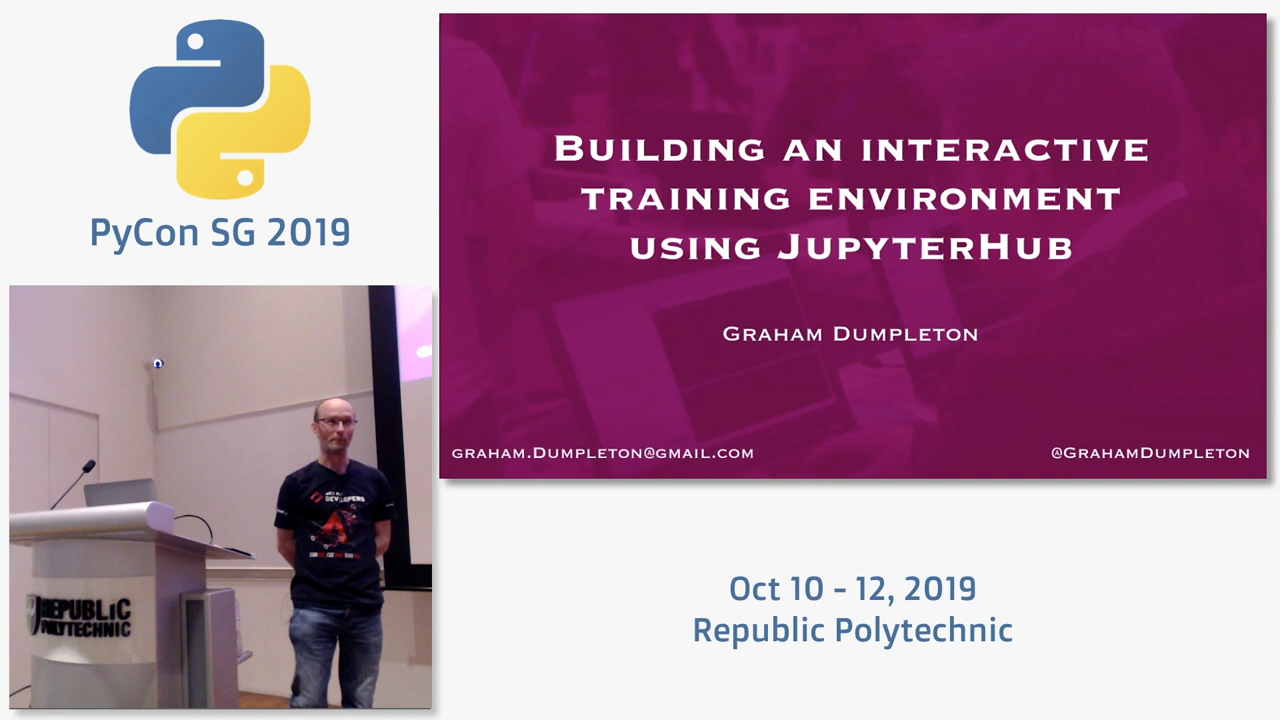 PyCon SG 2019
BUILDING AN INTERACTIVE
TRAINING ENVIRONMENT
USING JUPYTERHUB
GRAHAM DUMPLETON
GRAHAM.DUMPLETON@GMAIL.COM
@GRAHAMDUMPLETON
DEVELOPERS
REPUBLIC
POLYTECHNIC
Oct 10 - 12, 2019
Republic Polytechnic